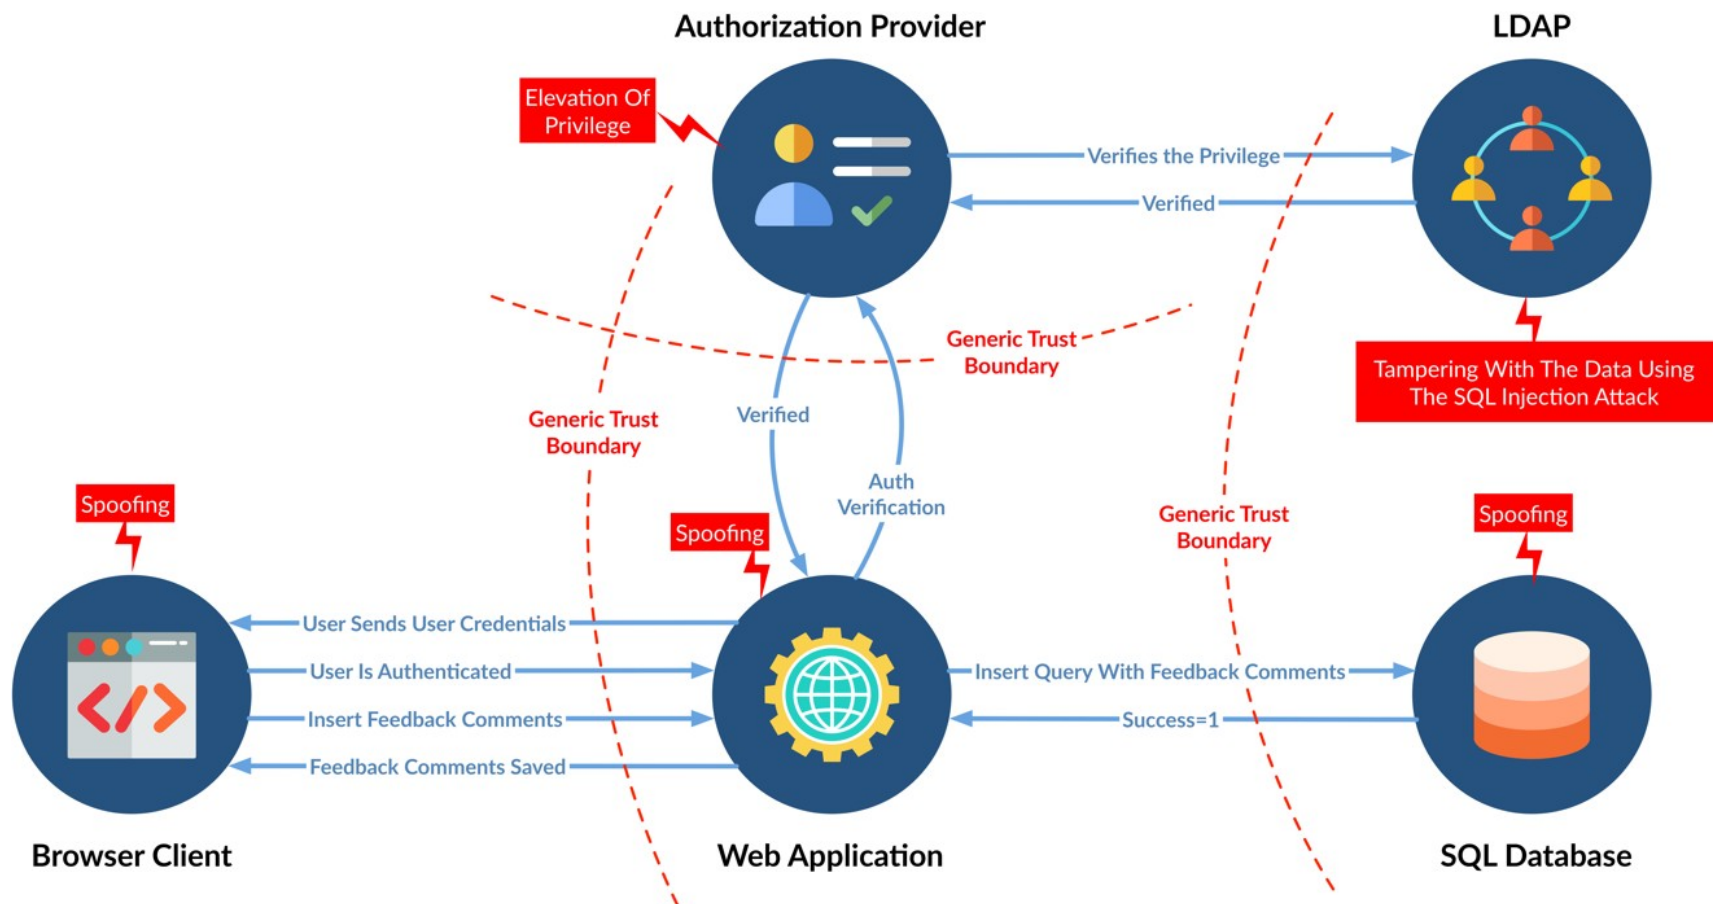 Authorization Provider
LDAP
Elevation Of
Privilege
Verifies the Privilege
Verified
Generic Trust
Boundary
Tampering With The Data Using
The SQL Injection Attack
Verified
Generic Trust
Boundary
Auth
Verification
Generic Trust
Boundary
Spoofing
Spoofing
Spoofing
User Sends User Credentials
User Is Authenticated
Insert Feedback Comments
Feedback Comments Saved
Insert Query With Feedback Comments
Success=1
Browser Client
Web Application
SQL Database